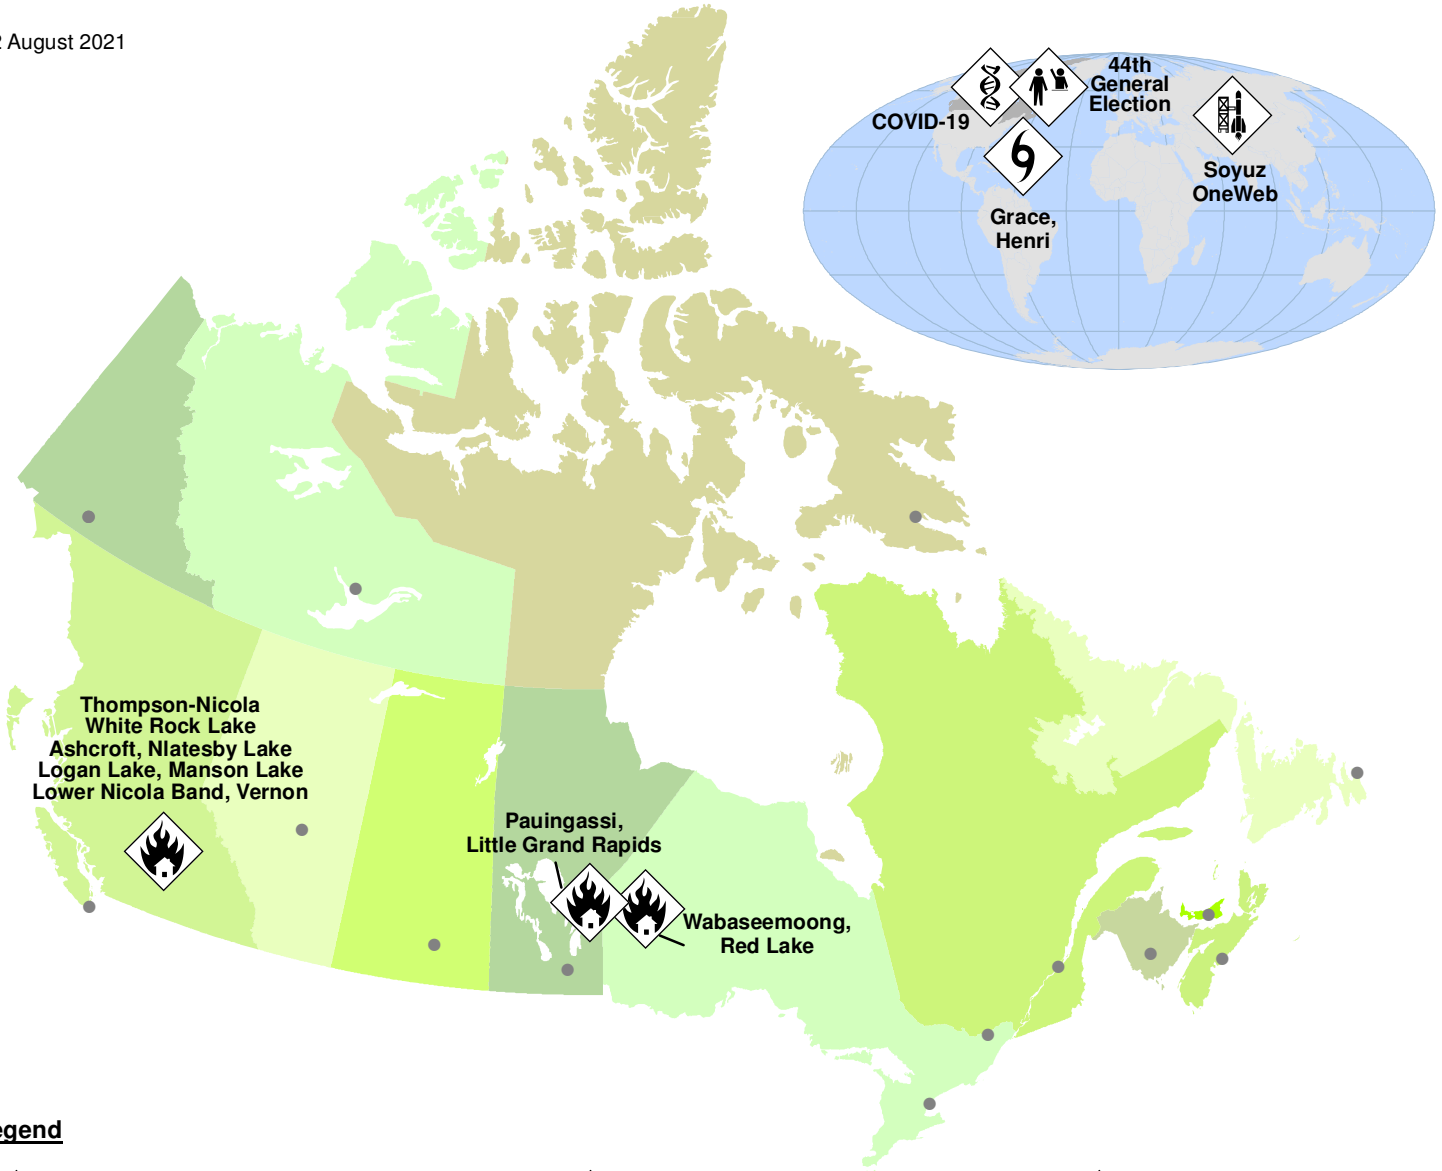 2 August 2021
44th
General
Election
COVID-19
Soyuz
OneWeb
Grace,
Henri
Thompson-Nicola
White Rock Lake
Ashcroft, Nlatesby Lake
Logan Lake, Manson Lake
Lower Nicola Band, Vernon
Pauingassi,
Little Grand Rapids
Wabaseemoong,
Red Lake
egend